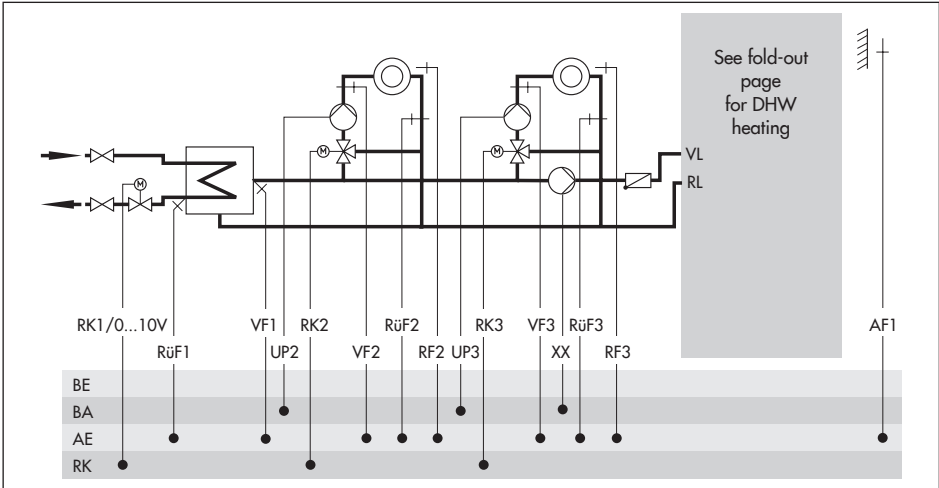 See fold-out
page
for DHW
heating
VL
RL
M
M
M
RK1/0...10V
VF1
RK2
RüF2
RK3
VF3
RüF3
AF1
RüF1
UP2
VF2
RF2
UP3
XX
RF3
BE
BA
AE
RK